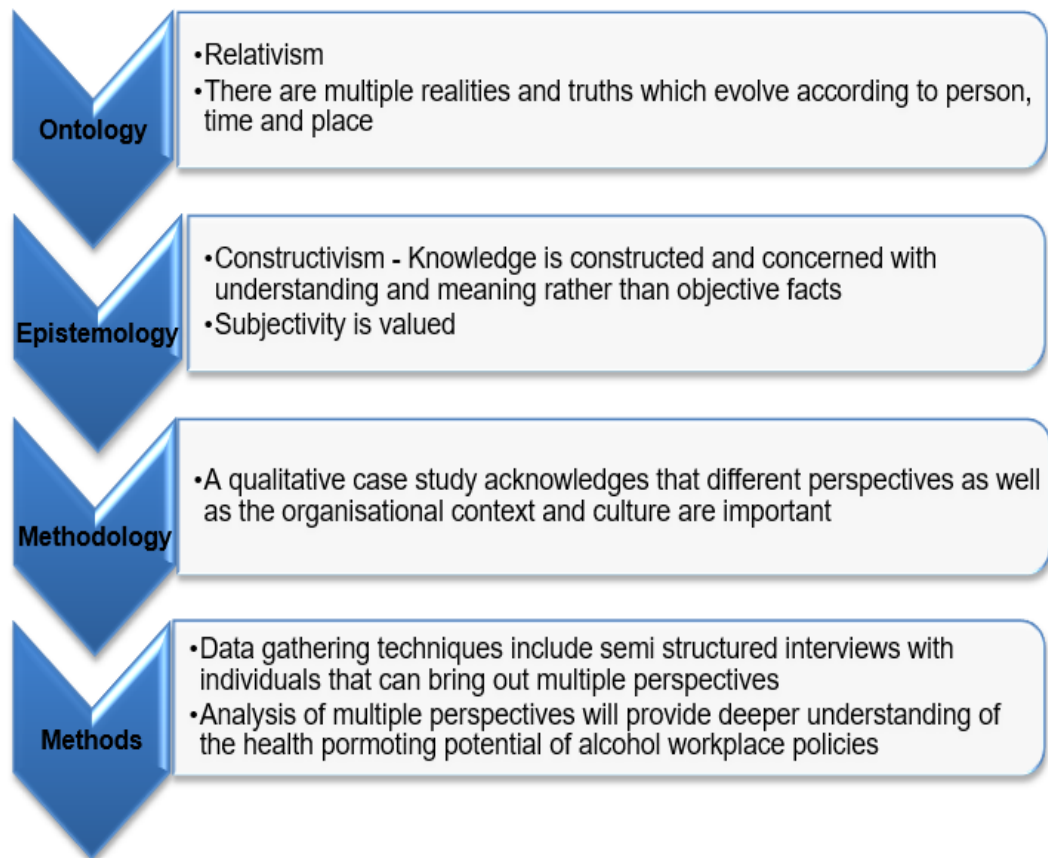 Ontology
•Relativism
•There are multiple realities and truths which evolve according to person,
time and place
Epistemology
•Constructivism - Knowledge is constructed and concerned with
understanding and meaning rather than objective facts
•Subjectivity is valued
Methodology
•A qualitative case study acknowledges that different perspectives as well
as the organisational context and culture are important
Methods
•Data gathering techniques include semi structured interviews with
individuals that can bring out multiple perspectives
•Analysis of multiple perspectives will provide deeper understanding of
the health pormoting potential of alcohol workplace policies